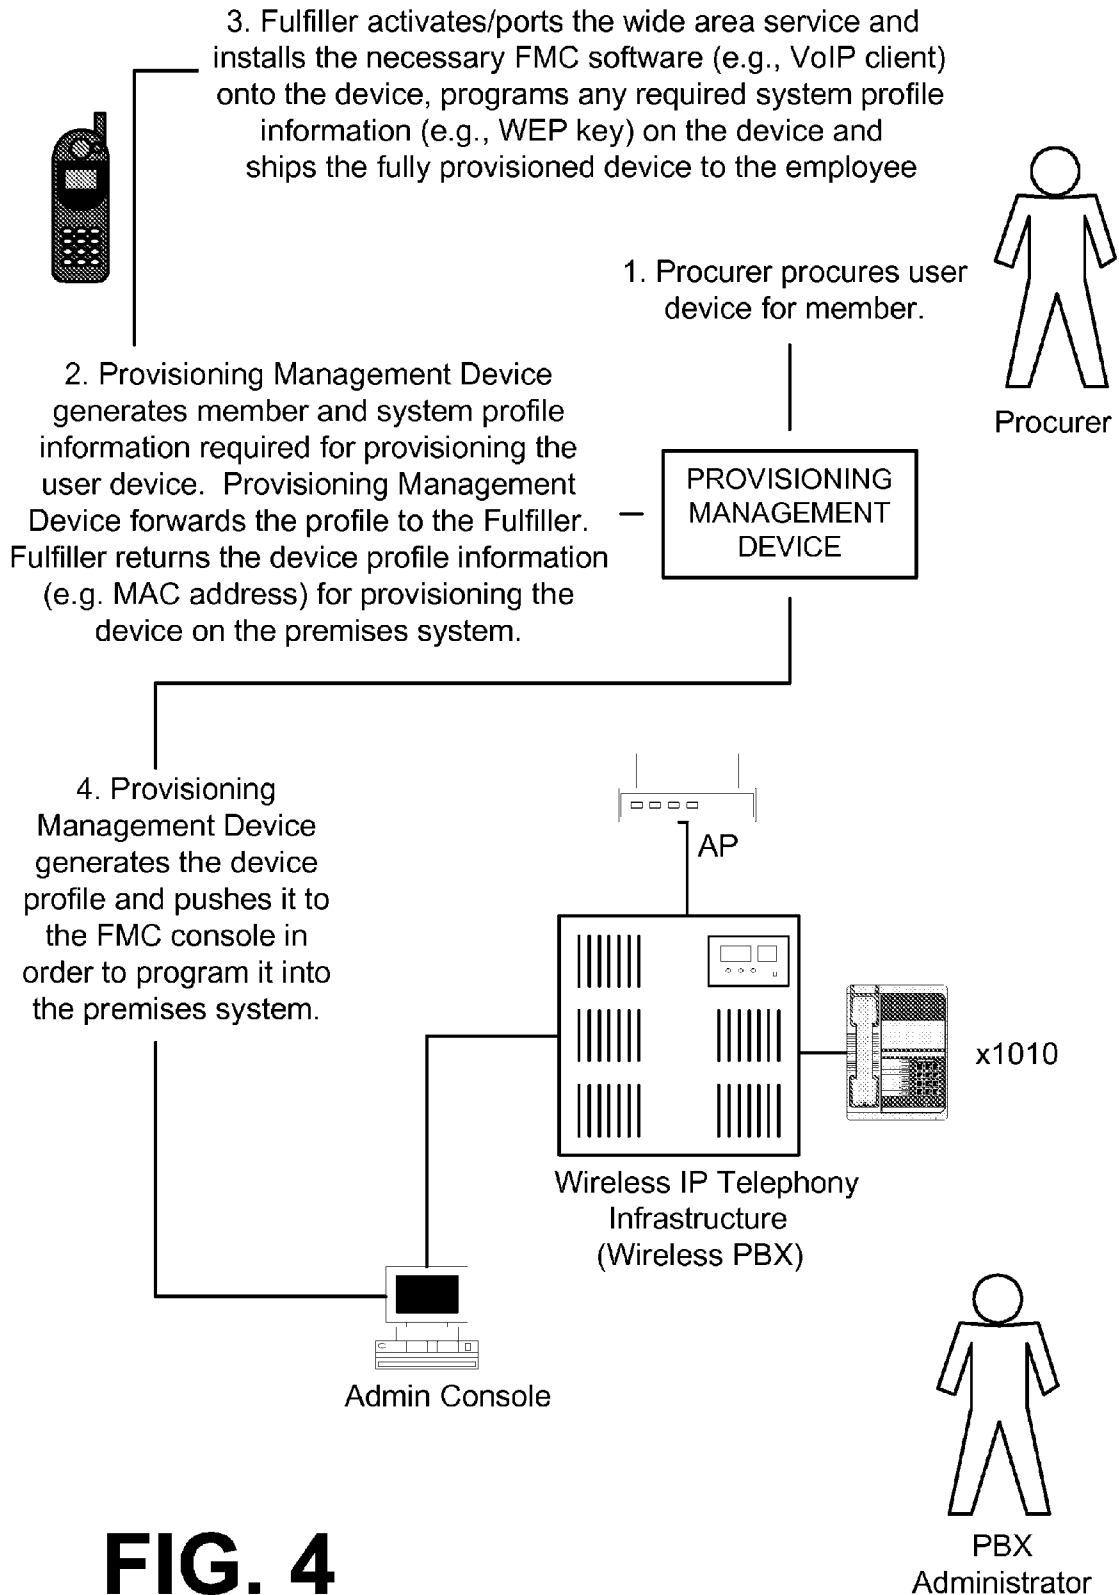 3. Fulfiller activates/ports the wide area service and
installs the necessary FMC software (e.g., VoIP client)
onto the device, programs any required system profile
information (e.g., WEP key) on the device and
ships the fully provisioned device to the employee
1. Procurer procures user
device for member.
Procurer
2. Provisioning Management Device
generates member and system profile
information required for provisioning the
user device.  Provisioning Management
Device forwards the profile to the Fulfiller.
Fulfiller returns the device profile information
(e.g. MAC address) for provisioning the
device on the premises system.
PROVISIONING
MANAGEMENT
DEVICE
4. Provisioning
Management Device
generates the device
profile and pushes it to
the FMC console in
order to program it into
the premises system.
AP
x1010
Wireless IP Telephony
Infrastructure
(Wireless PBX)
Admin Console
PBX
Administrator
FIG. 4